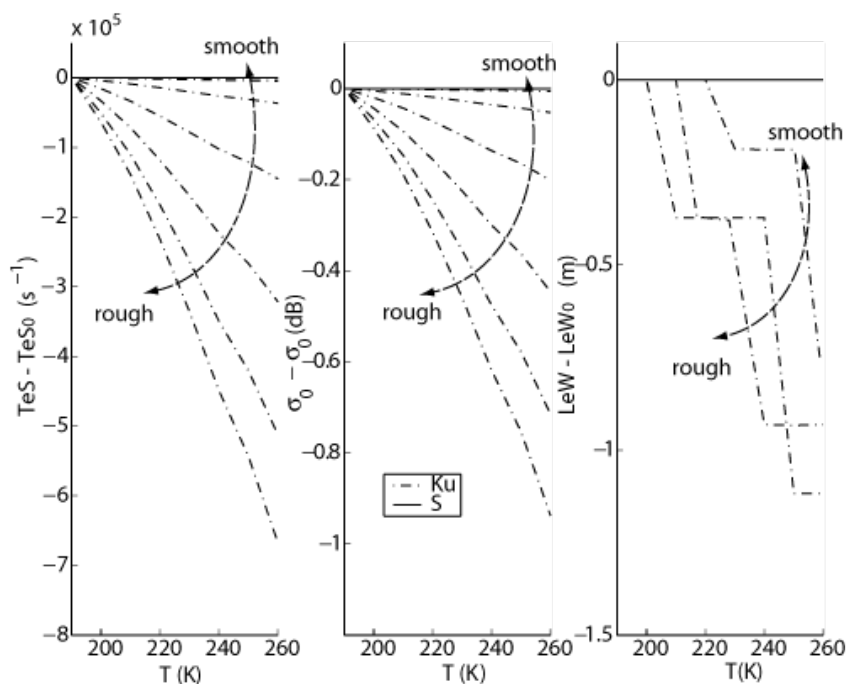 x 10⁵
0
−1
−2
−3
−4
−5
−6
−7
−8
TeS - TeS₀ (s⁻¹)
smooth
rough
200 220 240 260
T (K)
0
−0.2
−0.4
−0.6
−0.8
−1
σ₀ − σ₀ (dB)
smooth
rough
Ku
S
200 220 240 260
T (K)
0
−0.5
−1
−1.5
LeW - LeW₀ (m)
smooth
rough
200 220 240 260
T(K)